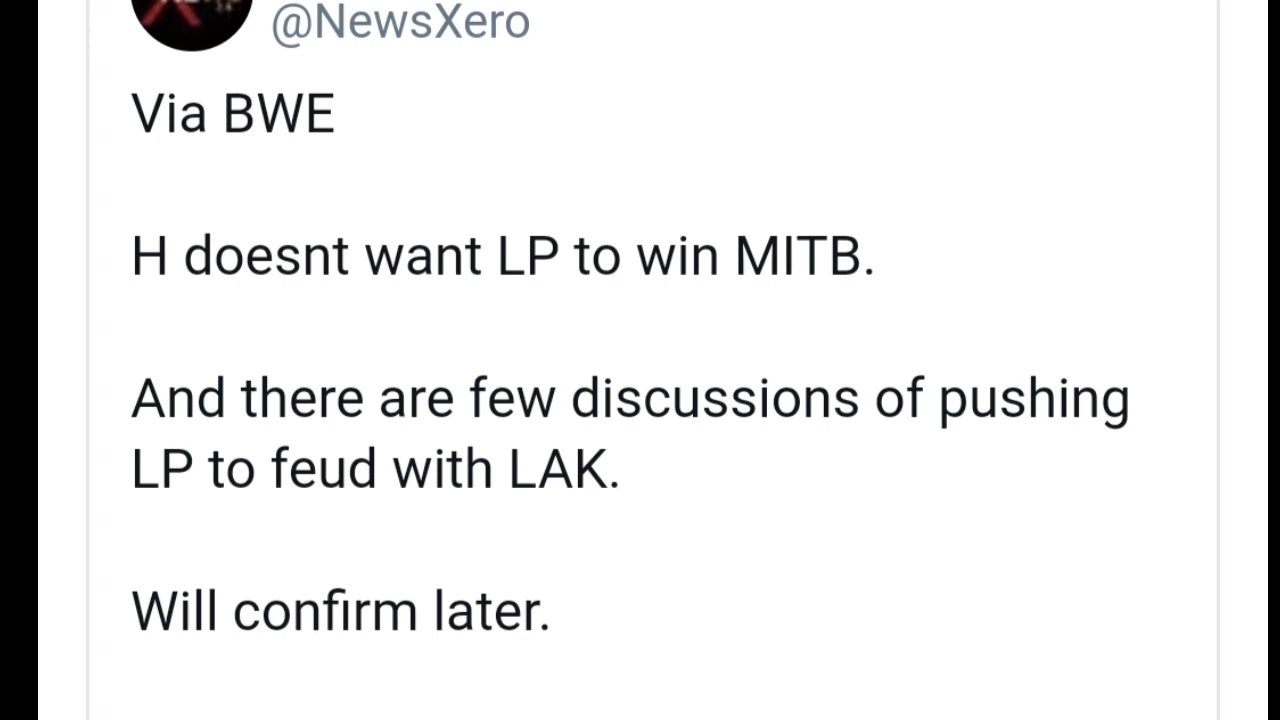 @NewsXero
Via BWE
H doesnt want LP to win MITB.
And there are few discussions of pushing
LP to feud with LAK.
Will confirm later.